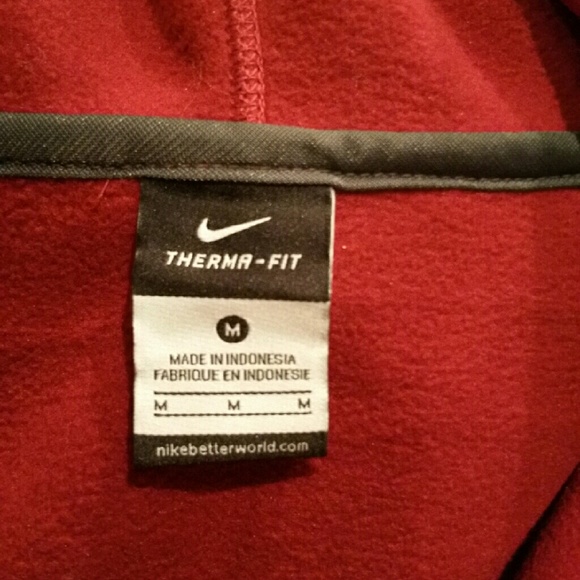 THERMA-FIT
M
MADE IN INDONESIA
FABRIQUE EN INDONESIE
M M M
nikebetterworld.com